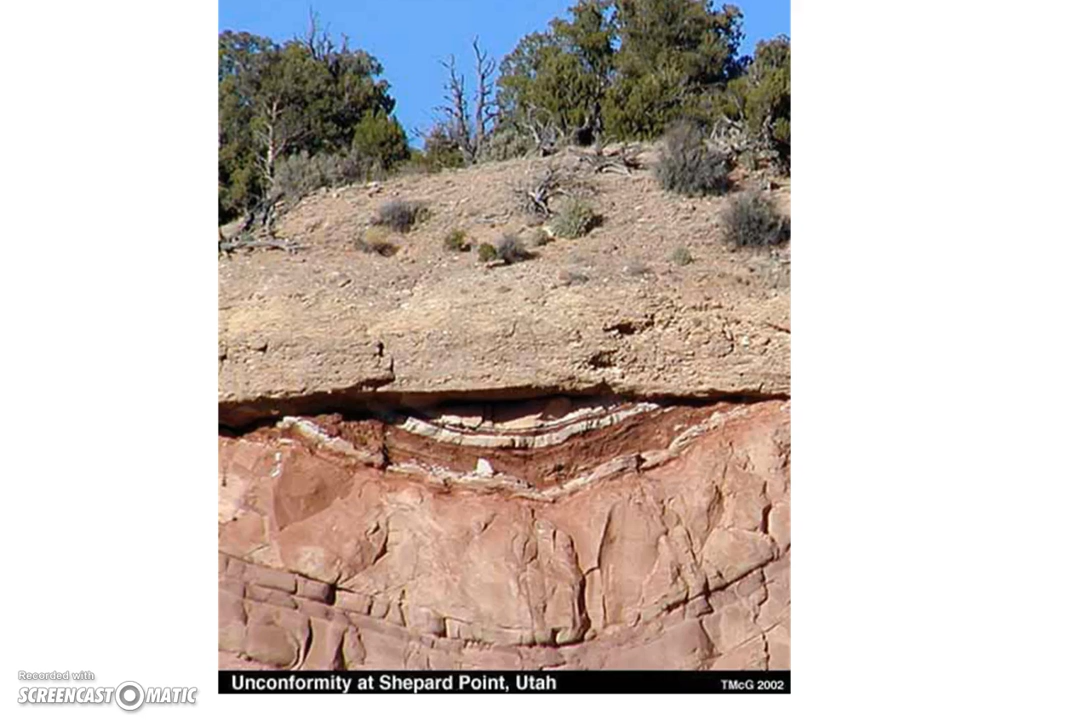 Unconformity at Shepard Point, Utah
TMcG 2002
Recorded with
SCREENCAST MATIC